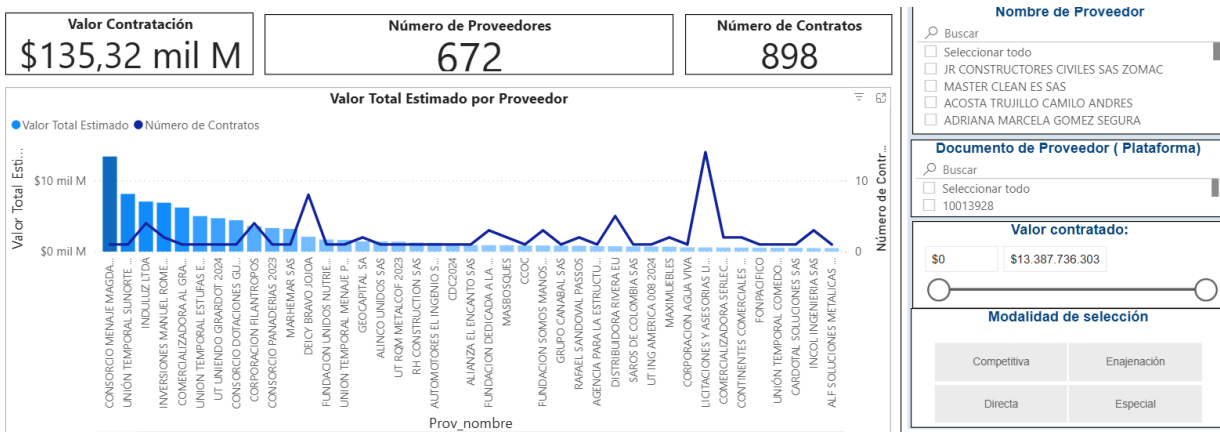 Valor Contratación
$135,32 mil M
Número de Proveedores
672
Número de Contratos
898
Valor Total Estimado por Proveedor
Valor Total Estimado
Número de Contratos
Valor Total Esti...
$10 mil M
$0 mil M
10
0
Número de Contr...
CONSORCIO MENAJE MAGDA...
UNIÓN TEMPORAL SUNORTE ...
INDULUZ LTDA
INVERSIONES MANUEL ROME...
COMERCIALIZADORA AL GRA...
UNION TEMPORAL ESTUFAS E...
UT UNIENDO GIRARDOT 2024
CONSORCIO DOTACIONES GU...
CORPORACION FILANTROPOS
CONSORCIO PANADERIAS 2023
MARHEMAR SAS
DEICY BRAVO JOJOA
FUNDACION UNIDOS NUTRIE...
UNION TEMPORAL MENAJE P...
GEOCAPITAL SA
ALINCO UNIDOS SAS
UT RQM METALCOF 2023
RH CONSTRUCTION SAS
AUTOMOTORES EL INGENIO S...
CDC2024
ALIANZA EL ENCANTO SAS
FUNDACION DEDICADA A LA ...
MASBOSQUES
CCOC
FUNDACION SOMOS MANOS...
GRUPO CANABAL SAS
RAFAEL SANDOVAL PASSOS
AGENCIA PARA LA ESTRUCTU...
DISTRIBUIDORA RIVERA EU
SAROS DE COLOMBIA SAS
UT ING AMERICA 008 2024
MAXIMUEBLES
CORPORACION AGUA VIVA
LICITACIONES Y ASESORIAS LI...
COMERCIALIZADORA SERLEC...
CONTINENTES COMERCIALES ...
FONPACIFICO
UNIÓN TEMPORAL COMEDO...
CARDOTAL SOLUCIONES SAS
INCOL INGENIERIA SAS
ALF SOLUCIONES METALICAS ...
Prov_nombre
Nombre de Proveedor
Buscar
Seleccionar todo
JR CONSTRUCTORES CIVILES SAS ZOMAC
MASTER CLEAN ES SAS
ACOSTA TRUJILLO CAMILO ANDRES
ADRIANA MARCELA GOMEZ SEGURA
Documento de Proveedor ( Plataforma)
Buscar
Seleccionar todo
10013928
Valor contratado:
$0
$13.387.736.303
Modalidad de selección
Competitiva
Enajenación
Directa
Especial